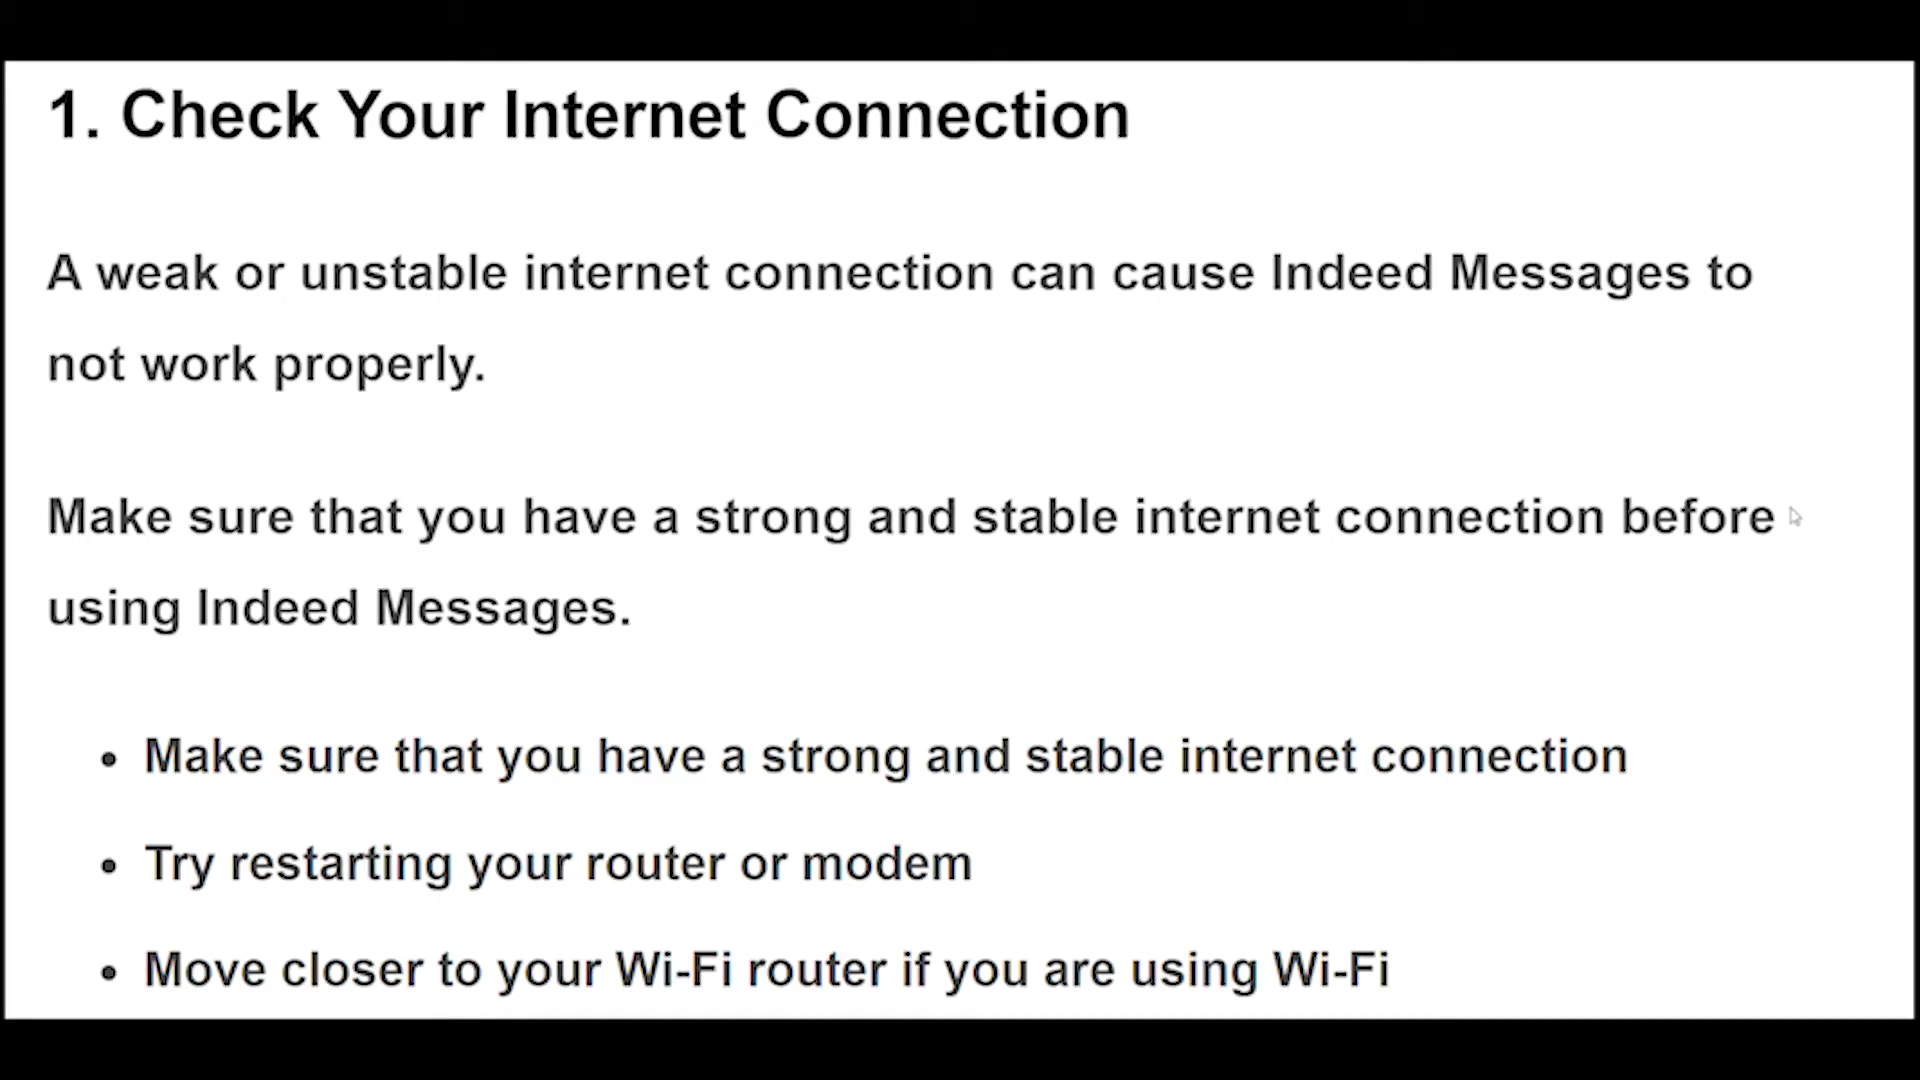 1. Check Your Internet Connection
A weak or unstable internet connection can cause Indeed Messages to
not work properly.
Make sure that you have a strong and stable internet connection before
using Indeed Messages.
• Make sure that you have a strong and stable internet connection
• Try restarting your router or modem
• Move closer to your Wi-Fi router if you are using Wi-Fi